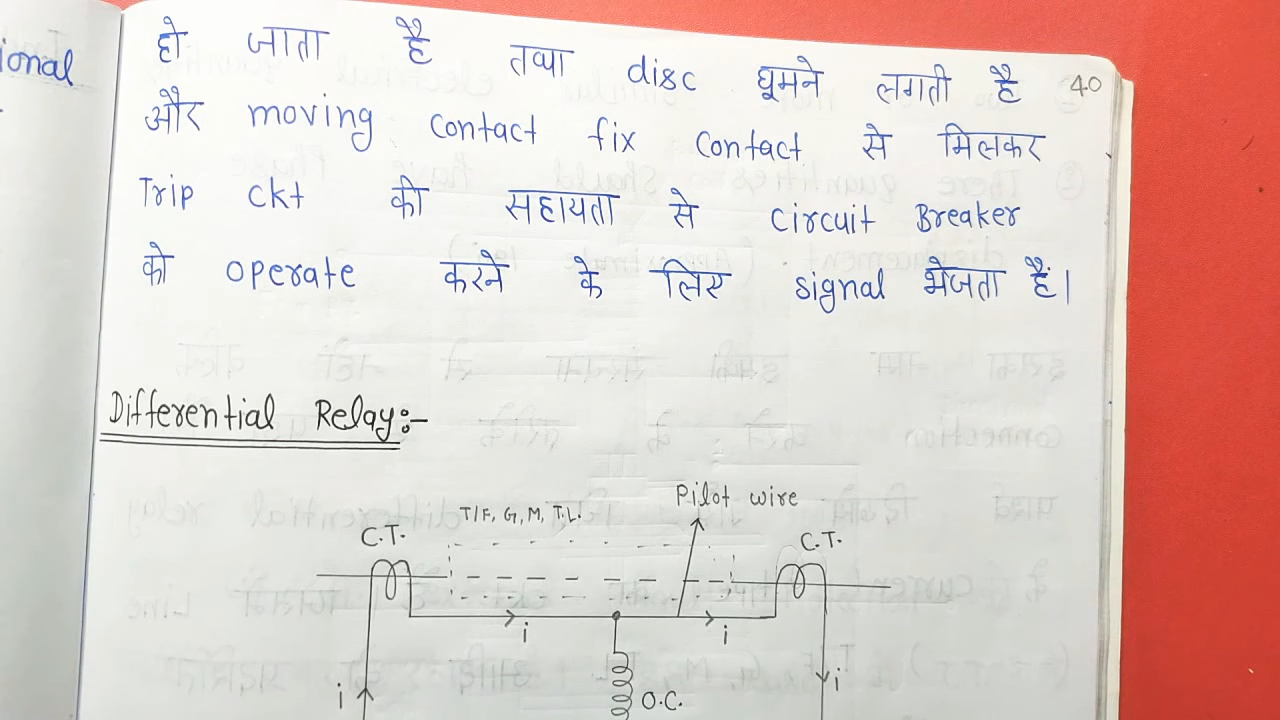 ional
हो जाता है तथा disc घूमने लगती है
40
और moving contact fix contact से मिलकर
Trip ckt की सहायता से circuit Breaker
को operate करने के लिए signal भेजता है।
Differential Relay:-
Pilot wire
T/F, G, M, T.L.
C.T.
C.T.
i
i
i
i
O.C.